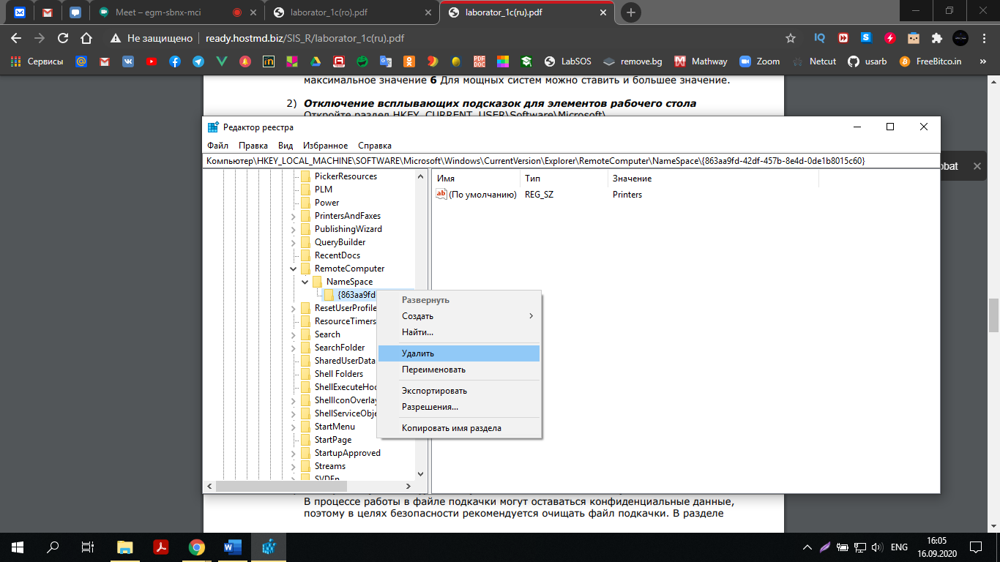 Meet – egm-sbnx-mci
laborator_1c(ro).pdf
laborator_1c(ru).pdf
Не защищено
ready.hostmd.biz/SIS_R/laborator_1c(ru).pdf
Сервисы
LabSOS
remove.bg
Mathway
Zoom
Netcut
usarb
FreeBitco.in
максимальное значение 6 Для мощных систем можно ставить и большее значение.
2) Отключение всплывающих подсказок для элементов рабочего стола
Откройте раздел HKEY_CURRENT_USER\Software\Microsoft\
Редактор реестра
Файл Правка Вид Избранное Справка
Компьютер\HKEY_LOCAL_MACHINE\SOFTWARE\Microsoft\Windows\CurrentVersion\Explorer\RemoteComputer\NameSpace\{863aa9fd-42df-457b-8e4d-0de1b8015c60}
obat
PickerResources
PLM
Power
PrintersAndFaxes
PublishingWizard
QueryBuilder
RecentDocs
RemoteComputer
NameSpace
{863aa9fd
ResetUserProfile
ResourceTimers
Search
SearchFolder
SharedUserData
Shell Folders
ShellExecuteHoo
ShellIconOverlay
ShellServiceObje
StartMenu
StartPage
StartupApproved
Streams
SVDEn
Имя Тип Значение
(По умолчанию) REG_SZ Printers
Развернуть
Создать
Найти...
Удалить
Переименовать
Экспортировать
Разрешения...
Копировать имя раздела
В процессе работы в файле подкачки могут оставаться конфиденциальные данные,
поэтому в целях безопасности рекомендуется очищать файл подкачки. В разделе
ENG
16:05
16.09.2020